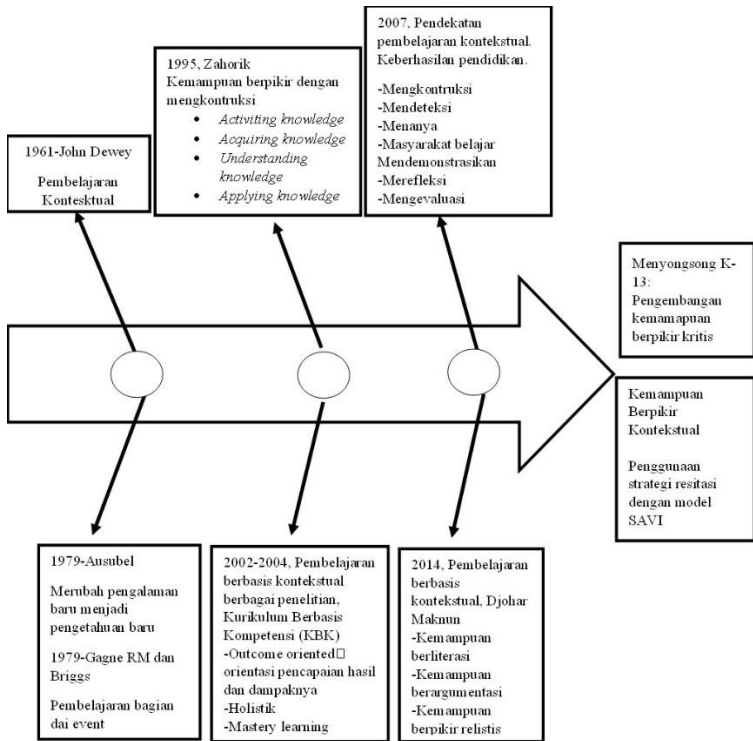 1961-John Dewey
Pembelajaran
Kontesktual
1995, Zahorik
Kemampuan berpikir dengan
mengkontruksi
• Activiting knowledge
• Acquiring knowledge
• Understanding
knowledge
• Applying knowledge
2007, Pendekatan
pembelajaran kontekstual.
Keberhasilan pendidikan.
-Mengkontruksi
-Mendeteksi
-Menanya
-Masyarakat belajar
Mendemonstrasikan
-Merefleksi
-Mengevaluasi
Menyongsong K-
13:
Pengembangan
kemamapuan
berpikir kritis
Kemampuan
Berpikir
Kontekstual
Penggunaan
strategi resitasi
dengan model
SAVI
1979-Ausubel
Merubah pengalaman
baru menjadi
pengetahuan baru
1979-Gagne RM dan
Briggs
Pembelajaran bagian
dai event
2002-2004, Pembelajaran
berbasis kontekstual
berbagai penelitian,
Kurikulum Berbasis
Kompetensi (KBK)
-Outcome oriented□
orientasi pencapaian hasil
dan dampaknya
-Holistik
-Mastery learning
2014, Pembelajaran
berbasis
kontekstual, Djohar
Maknun
-Kemampuan
berliterasi
-Kemampuan
berargumentasi
-Kemampuan
berpikir relistis